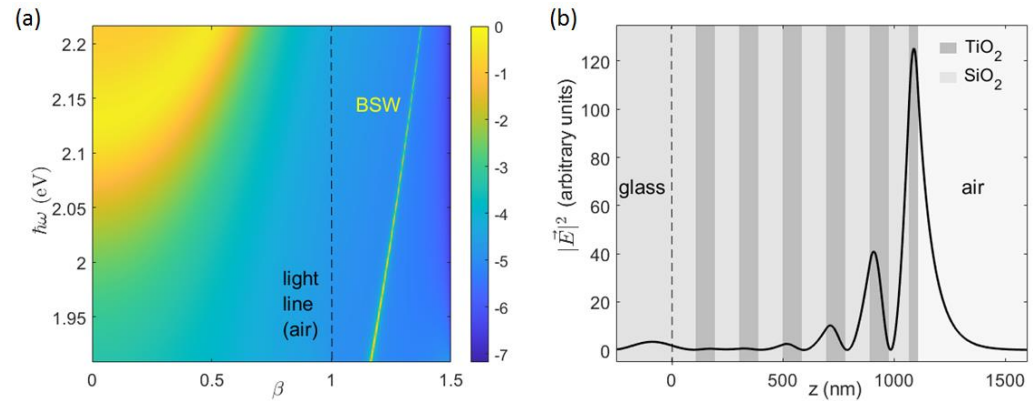 (a)
2.2
2.15
2.1
2.05
2
1.95
ħω (eV)
BSW
light
line
(air)
0
0.5
1
1.5
β
0
-1
-2
-3
-4
-5
-6
-7
(b)
120
100
80
60
40
20
0
|E⃗|² (arbitrary units)
TiO₂
SiO₂
glass
air
0
500
1000
1500
z (nm)